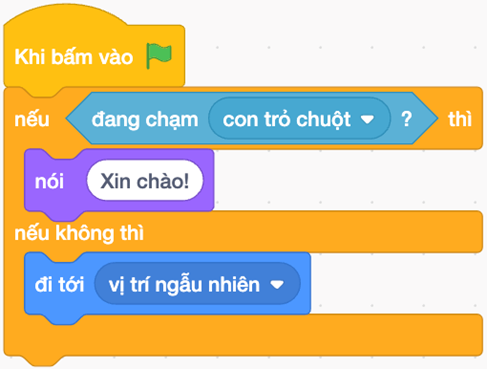 Khi bấm vào
nếu đang chạm con trỏ chuột ? thì
nói Xin chào!
nếu không thì
đi tới vị trí ngẫu nhiên